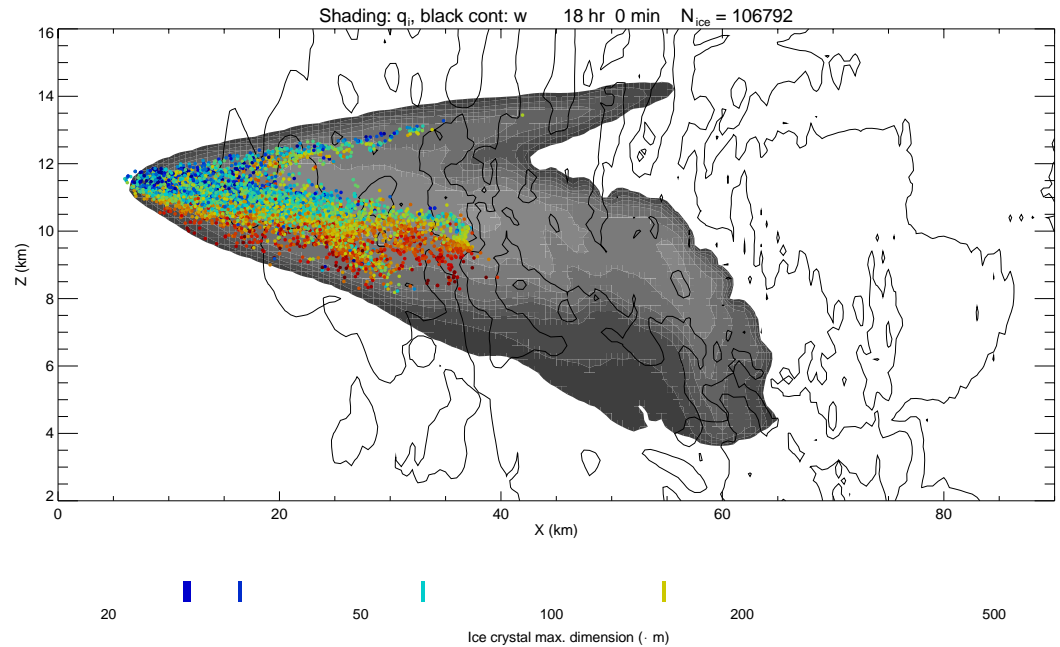 Shading: qi, black cont: w 18 hr 0 min Nice = 106792
16
14
12
10
8
6
4
2
Z (km)
0 20 40 60 80
X (km)
20 50 100 200 500
Ice crystal max. dimension (· m)